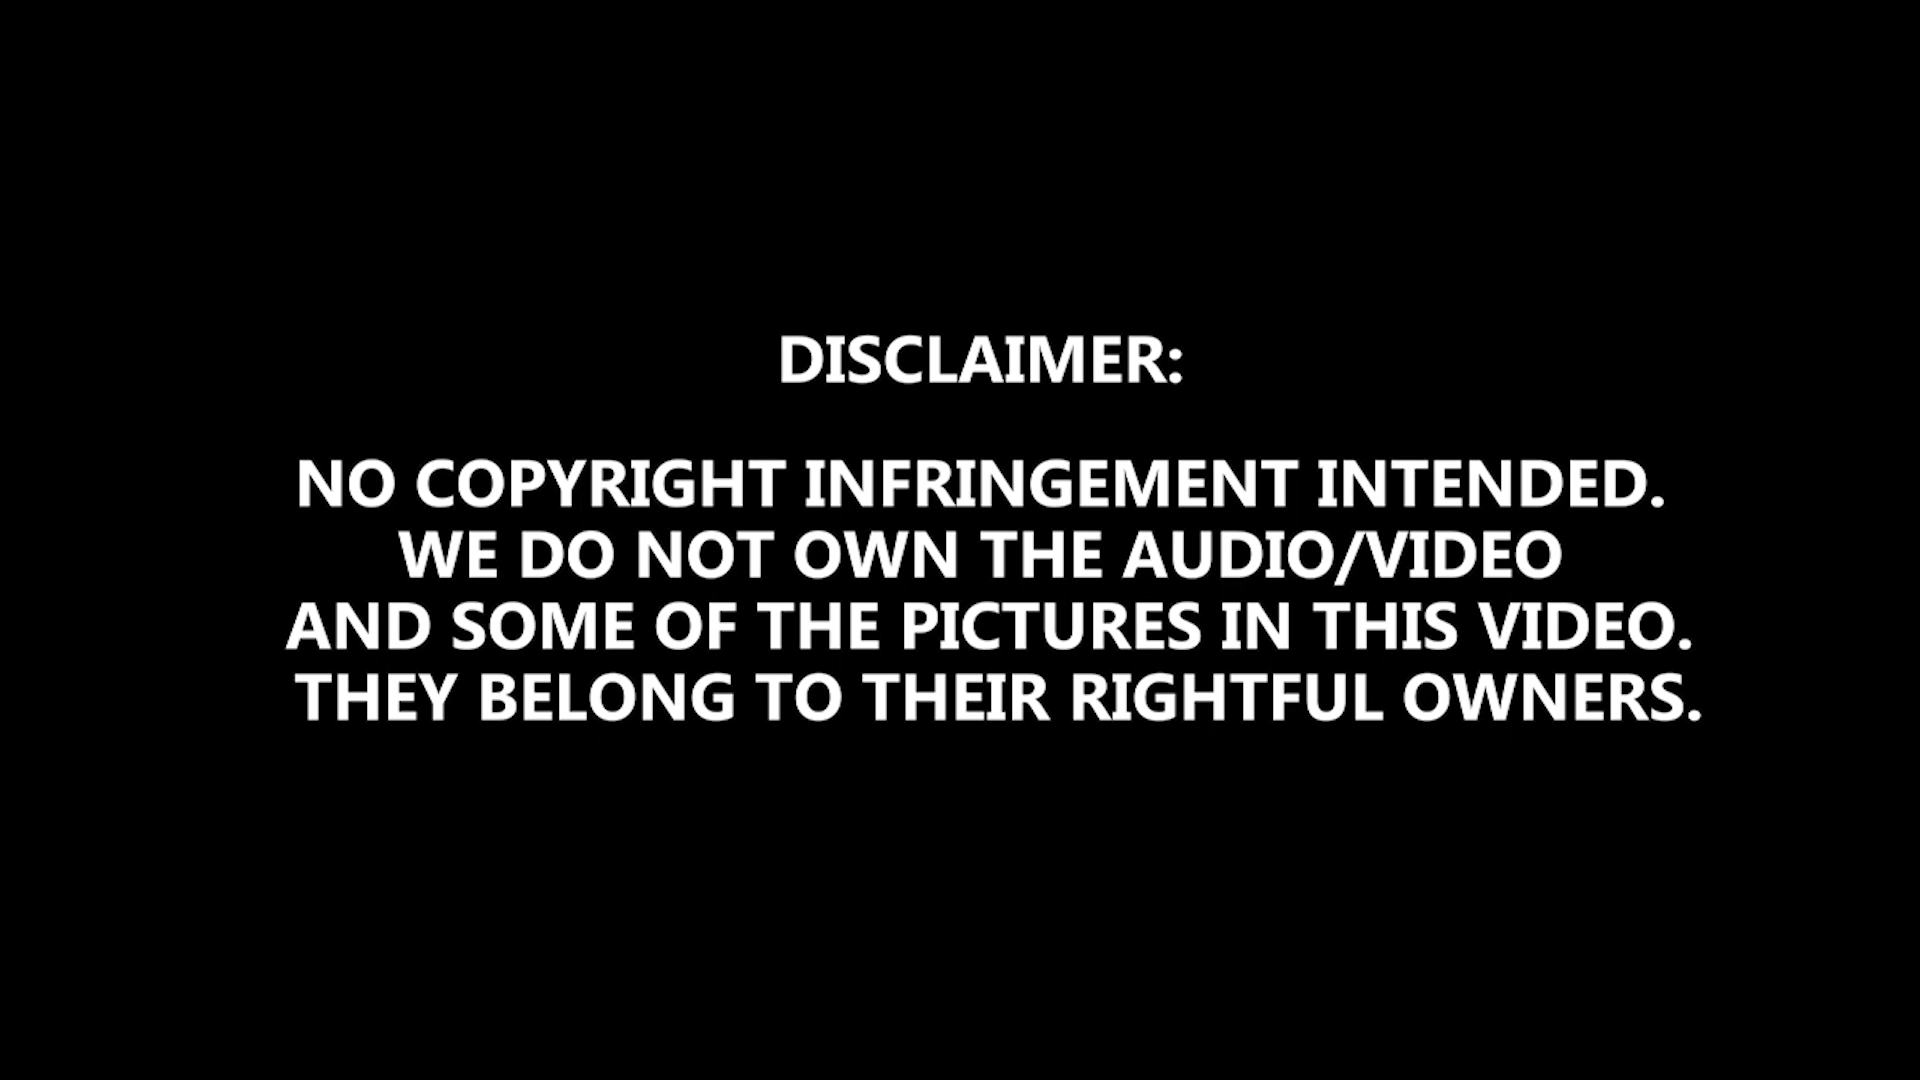 DISCLAIMER:
NO COPYRIGHT INFRINGEMENT INTENDED.
WE DO NOT OWN THE AUDIO/VIDEO
AND SOME OF THE PICTURES IN THIS VIDEO.
THEY BELONG TO THEIR RIGHTFUL OWNERS.